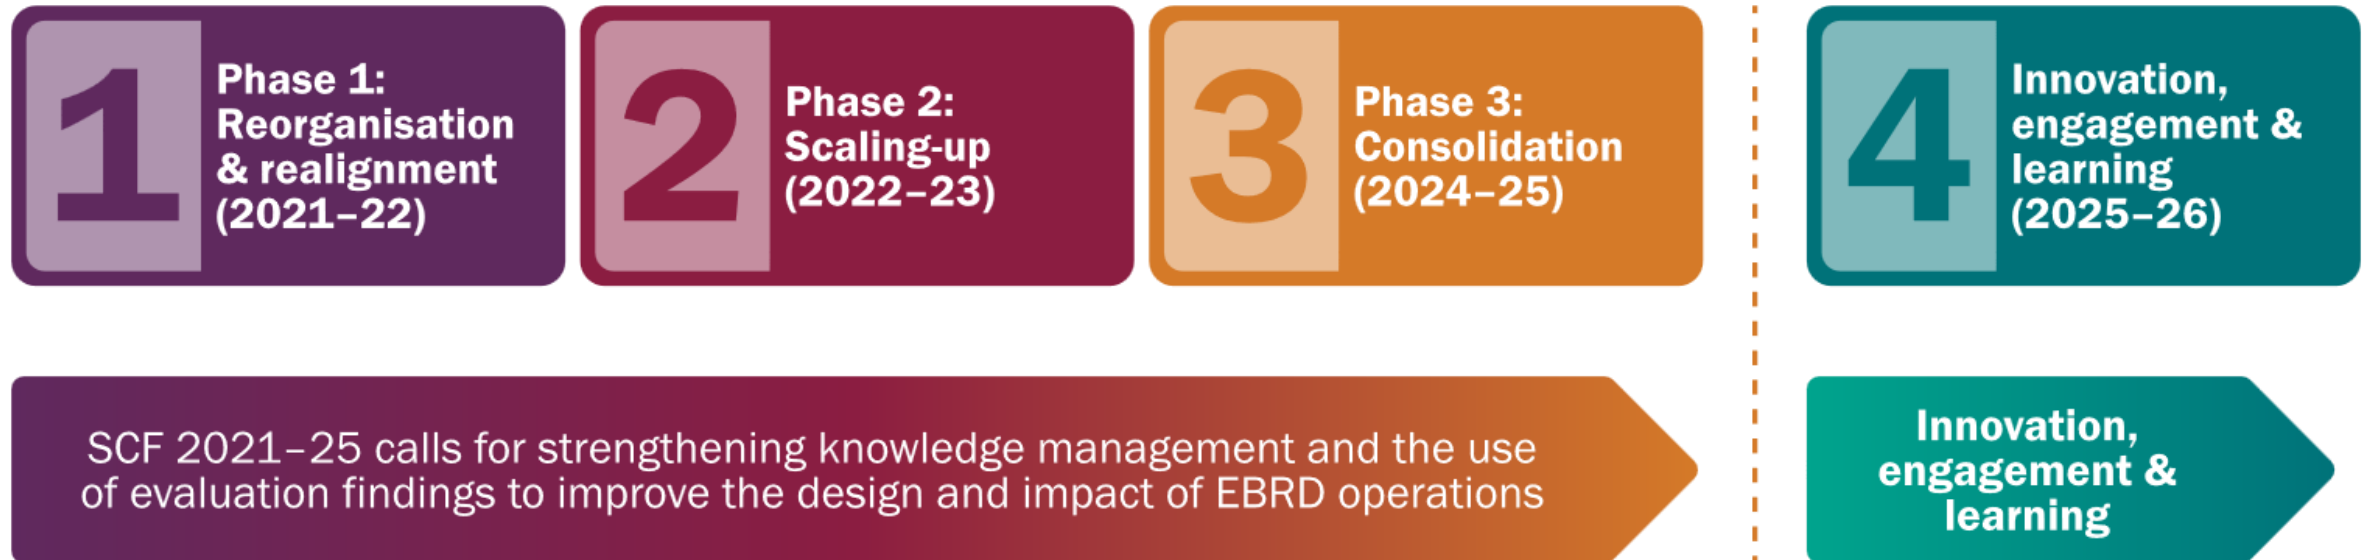 1
Phase 1:
Reorganisation
& realignment
(2021–22)
2
Phase 2:
Scaling-up
(2022–23)
3
Phase 3:
Consolidation
(2024–25)
4
Innovation,
engagement &
learning
(2025–26)
SCF 2021–25 calls for strengthening knowledge management and the use
of evaluation findings to improve the design and impact of EBRD operations
Innovation,
engagement &
learning